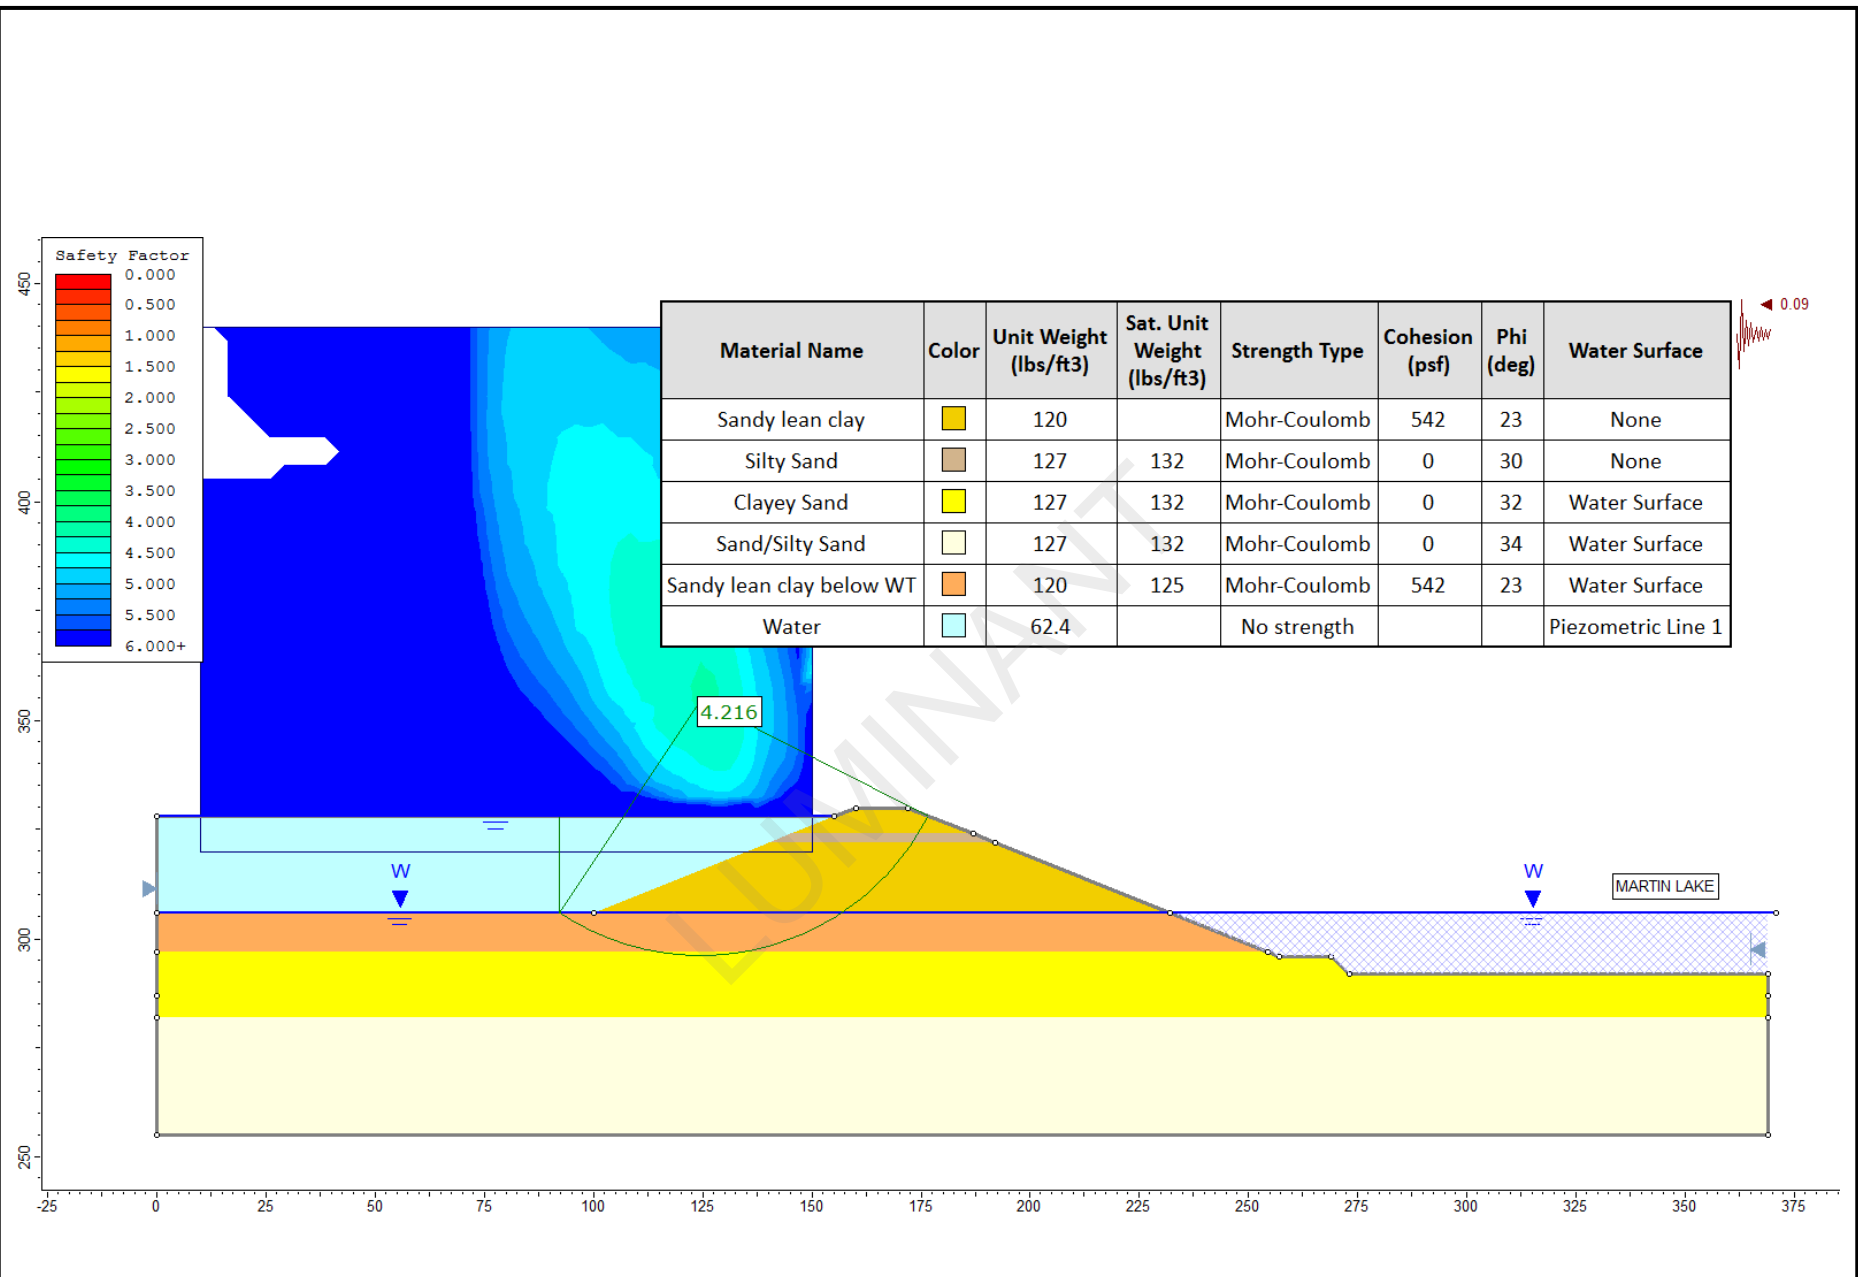 Safety Factor
0.000
0.500
1.000
1.500
2.000
2.500
3.000
3.500
4.000
4.500
5.000
5.500
6.000+
Material Name Color Unit Weight (lbs/ft3) Sat. Unit Weight (lbs/ft3) Strength Type Cohesion (psf) Phi (deg) Water Surface
Sandy lean clay 120 Mohr-Coulomb 542 23 None
Silty Sand 127 132 Mohr-Coulomb 0 30 None
Clayey Sand 127 132 Mohr-Coulomb 0 32 Water Surface
Sand/Silty Sand 127 132 Mohr-Coulomb 0 34 Water Surface
Sandy lean clay below WT 120 125 Mohr-Coulomb 542 23 Water Surface
Water 62.4 No strength Piezometric Line 1
0.09
4.216
W
W
MARTIN LAKE
LUMINANT
450
400
350
300
250
-25 0 25 50 75 100 125 150 175 200 225 250 275 300 325 350 375